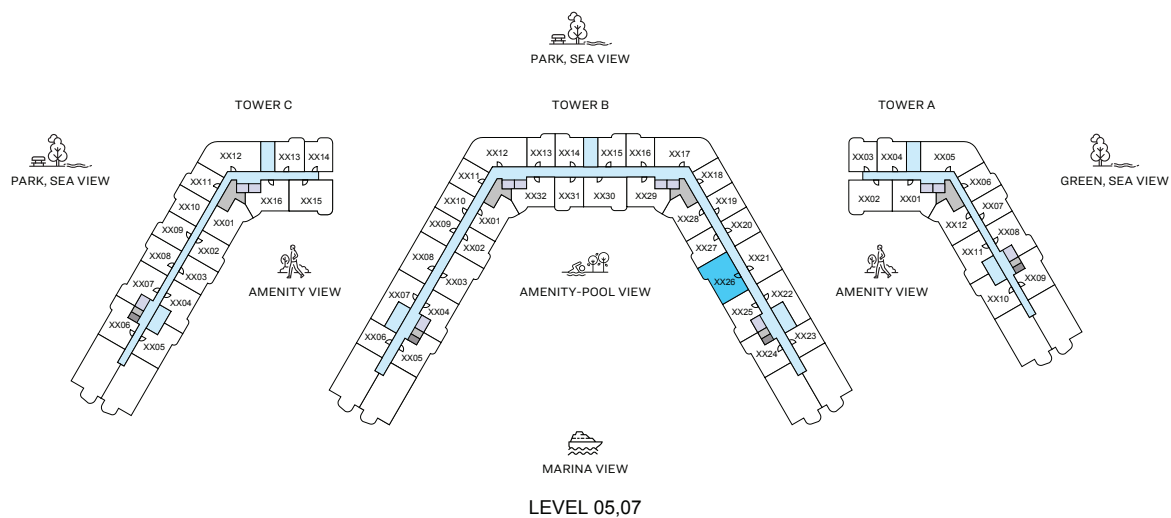 PARK, SEA VIEW
TOWER C
TOWER B
TOWER A
PARK, SEA VIEW
GREEN, SEA VIEW
XX12
XX13
XX14
XX11
XX10
XX09
XX08
XX07
XX06
XX16
XX15
XX01
XX02
XX03
XX04
XX05
XX12
XX13
XX14
XX15
XX16
XX17
XX11
XX10
XX09
XX08
XX07
XX06
XX32
XX31
XX30
XX29
XX01
XX02
XX03
XX04
XX05
XX18
XX19
XX20
XX21
XX22
XX23
XX28
XX27
XX26
XX25
XX24
XX03
XX04
XX05
XX02
XX01
XX06
XX07
XX08
XX09
XX12
XX11
XX10
AMENITY VIEW
AMENITY-POOL VIEW
AMENITY VIEW
MARINA VIEW
LEVEL 05,07